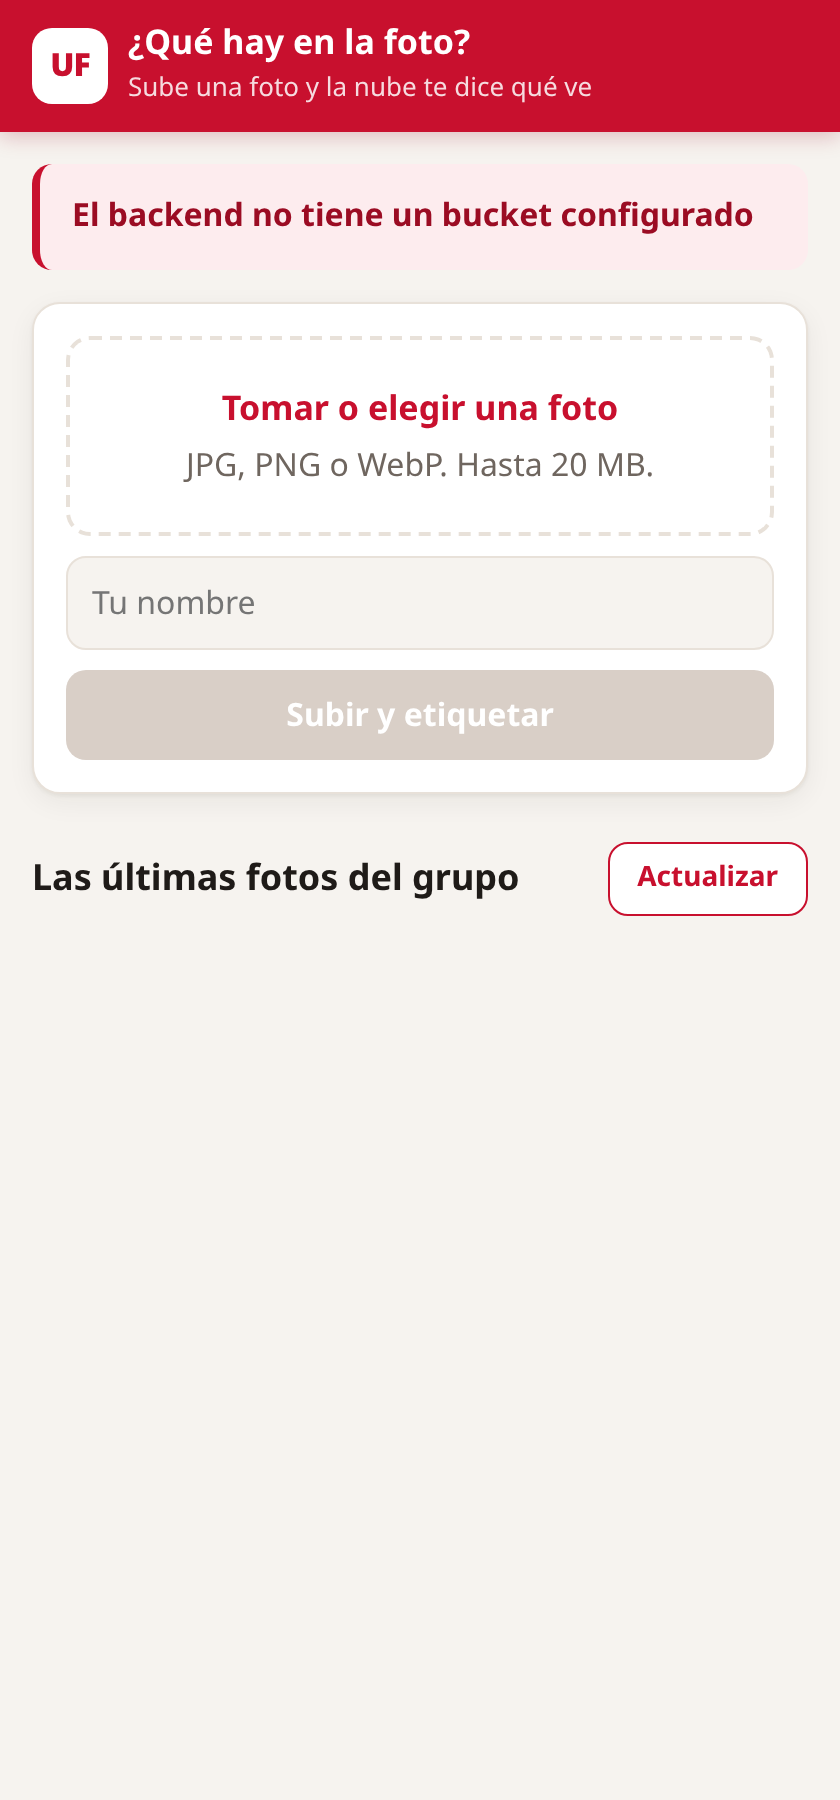 UF
¿Qué hay en la foto?
Sube una foto y la nube te dice qué ve
El backend no tiene un bucket configurado
Tomar o elegir una foto
JPG, PNG o WebP. Hasta 20 MB.
Tu nombre
Subir y etiquetar
Las últimas fotos del grupo
Actualizar